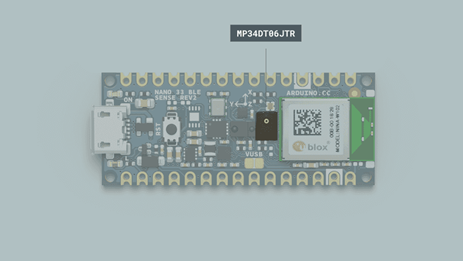 MP34DT06JTR
NANO 33 BLE
SENSE REV2
ARDUINO.CC
RST
X
Y
Z
VUSB
blox